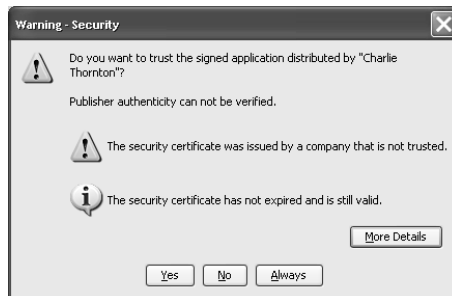 Warning - Security
Do you want to trust the signed application distributed by "Charlie
Thornton"?
Publisher authenticity can not be verified.
The security certificate was issued by a company that is not trusted.
The security certificate has not expired and is still valid.
More Details
Yes No Always